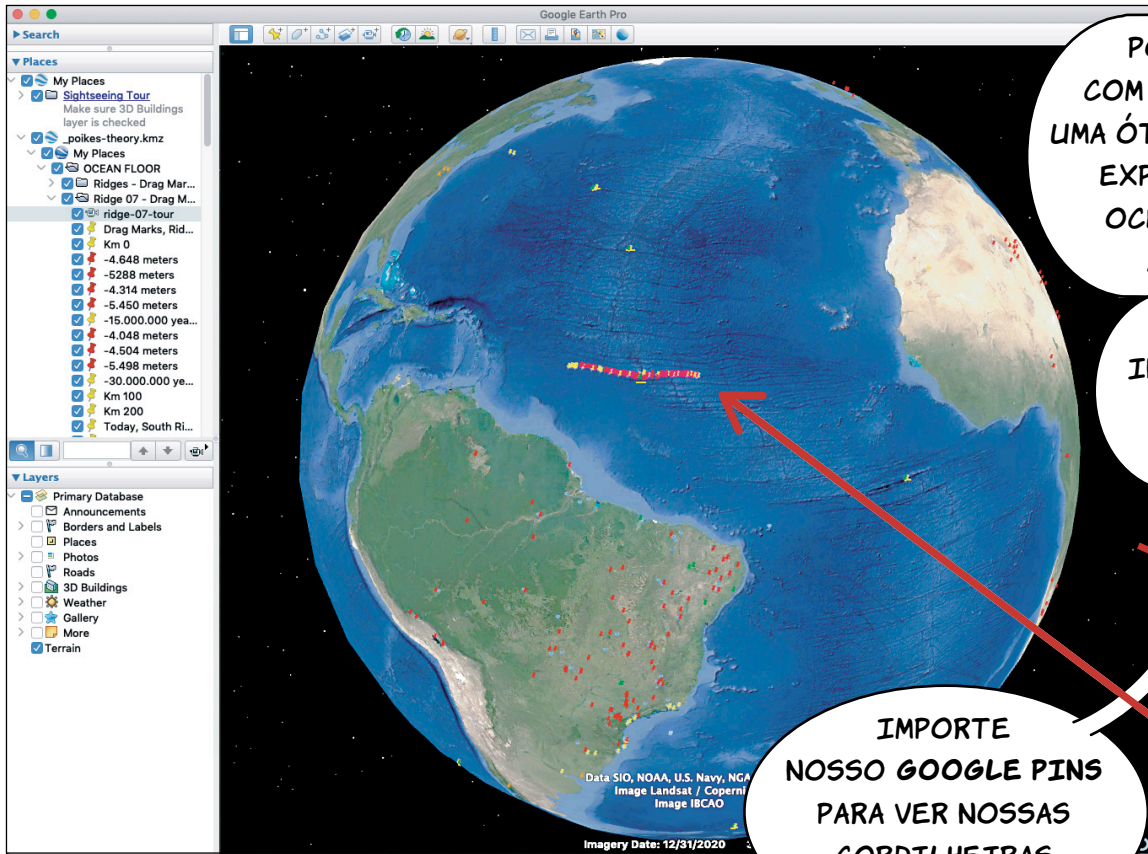 Google Earth Pro
Search
Places
My Places
Sightseeing Tour
Make sure 3D Buildings
layer is checked
_poikes-theory.kmz
My Places
OCEAN FLOOR
Ridges - Drag Mar...
Ridge 07 - Drag M...
ridge-07-tour
Drag Marks, Rid...
Km 0
-4.648 meters
-5288 meters
-4.314 meters
-5.450 meters
-15.000.000 yea...
-4.048 meters
-4.504 meters
-5.498 meters
-30.000.000 ye...
Km 100
Km 200
Today, South Ri...
Layers
Primary Database
Announcements
Borders and Labels
Places
Photos
Roads
3D Buildings
Weather
Gallery
More
Terrain
COM
UMA
EXP
IMPORTE
NOSSO GOOGLE PINS
PARA VER NOSSAS
CORDILHEIRAS
Data SIO, NOAA, U.S. Navy, NGA
Image Landsat / Coperni
Image IBCAO
Imagery Date: 12/31/2020